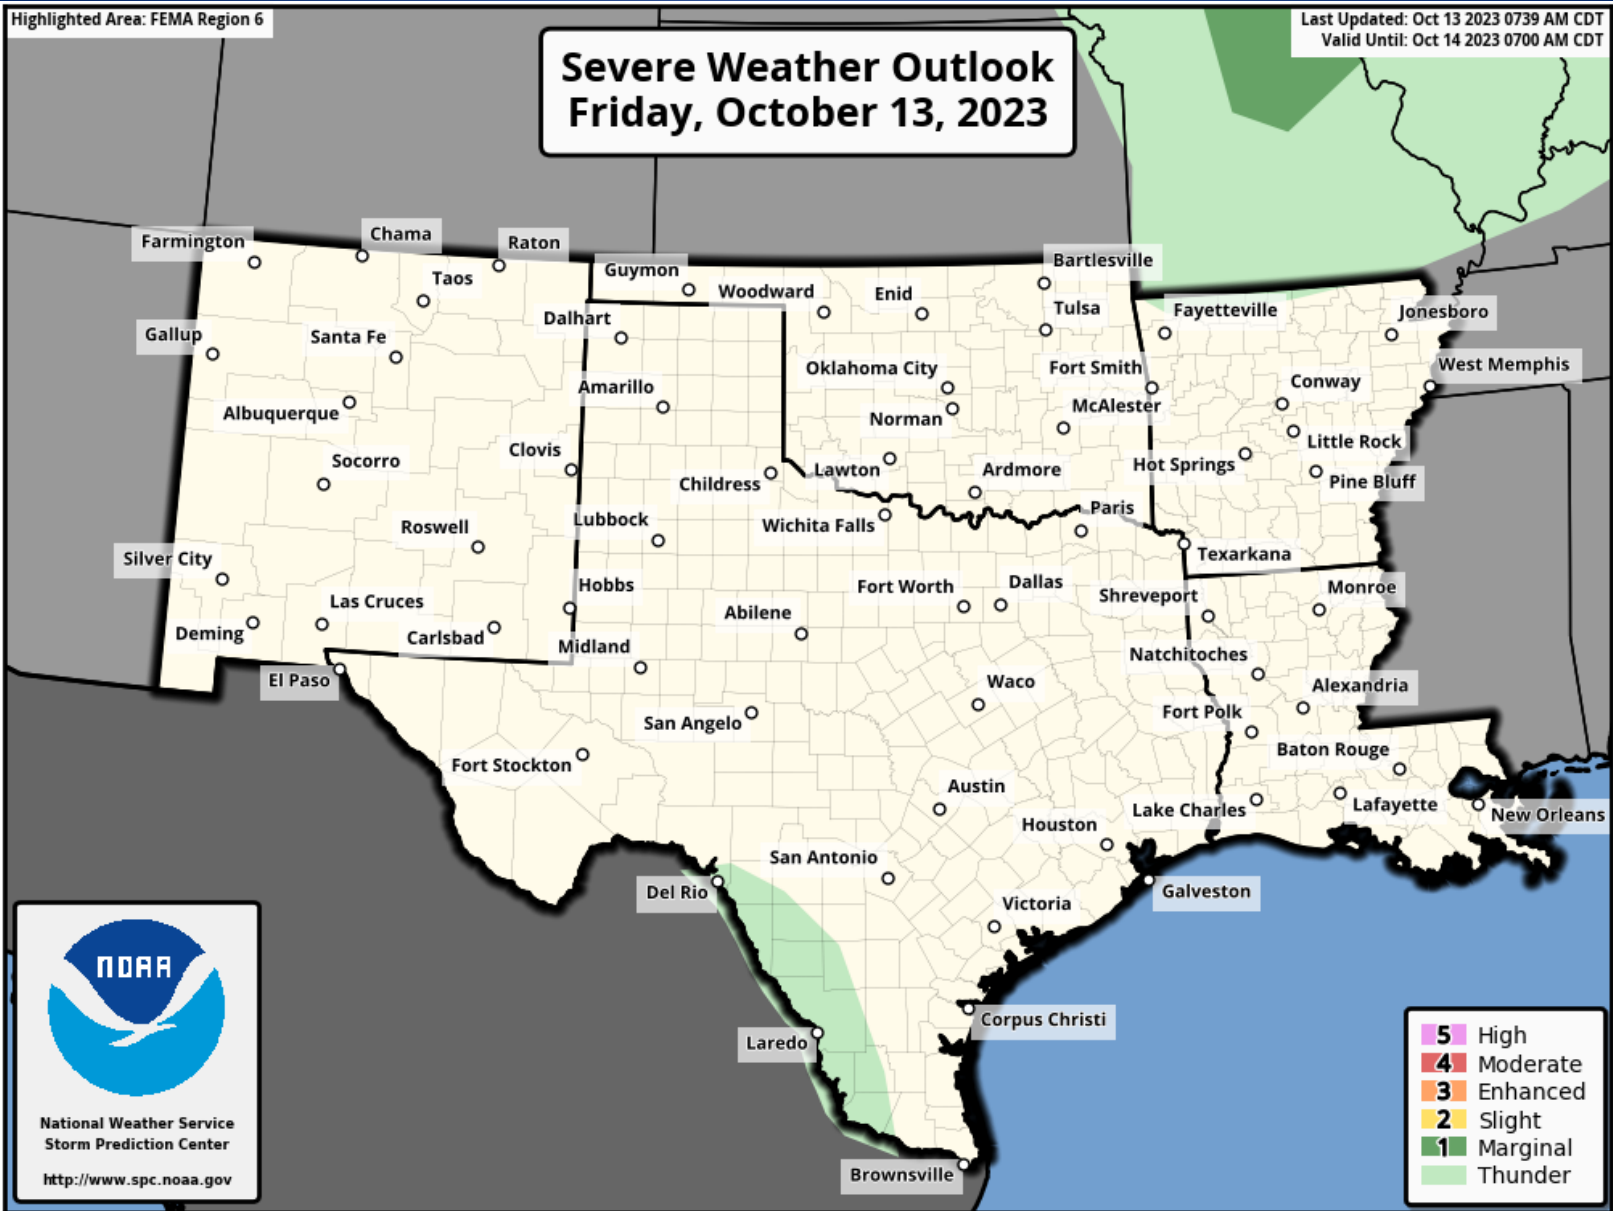 Highlighted Area: FEMA Region 6
Last Updated: Oct 13 2023 0739 AM CDT
Valid Until: Oct 14 2023 0700 AM CDT
Severe Weather Outlook
Friday, October 13, 2023
Farmington
Chama
Raton
Taos
Guymon
Woodward
Enid
Bartlesville
Tulsa
Fayetteville
Jonesboro
Gallup
Santa Fe
Dalhart
Oklahoma City
Fort Smith
West Memphis
Albuquerque
Amarillo
Norman
McAlester
Conway
Socorro
Clovis
Childress
Lawton
Ardmore
Hot Springs
Little Rock
Pine Bluff
Roswell
Lubbock
Wichita Falls
Paris
Texarkana
Silver City
Las Cruces
Hobbs
Fort Worth
Dallas
Shreveport
Monroe
Deming
Carlsbad
Midland
Abilene
Natchitoches
El Paso
San Angelo
Waco
Fort Polk
Alexandria
Fort Stockton
Baton Rouge
Austin
Houston
Lake Charles
Lafayette
New Orleans
San Antonio
Del Rio
Victoria
Galveston
Laredo
Corpus Christi
Brownsville
NOAA
National Weather Service
Storm Prediction Center
http://www.spc.noaa.gov
5 High
4 Moderate
3 Enhanced
2 Slight
1 Marginal
Thunder